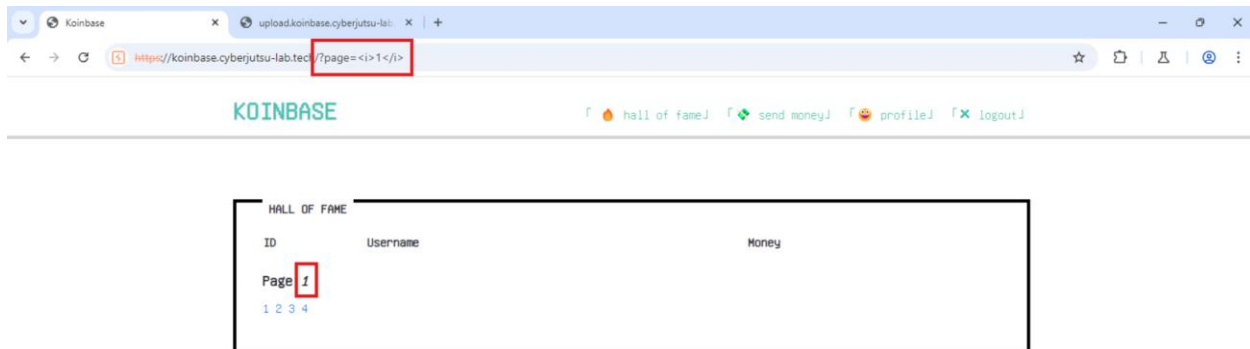 Koinbase
upload.koinbase.cyberjutsu-lab.
https://koinbase.cyberjutsu-lab.tech/?page=<i>1</i>
KOINBASE
「🔥 hall of fame」 「💸 send money」 「😀 profile」 「✕ logout」
HALL OF FAME
ID Username Money
Page 1
1 2 3 4